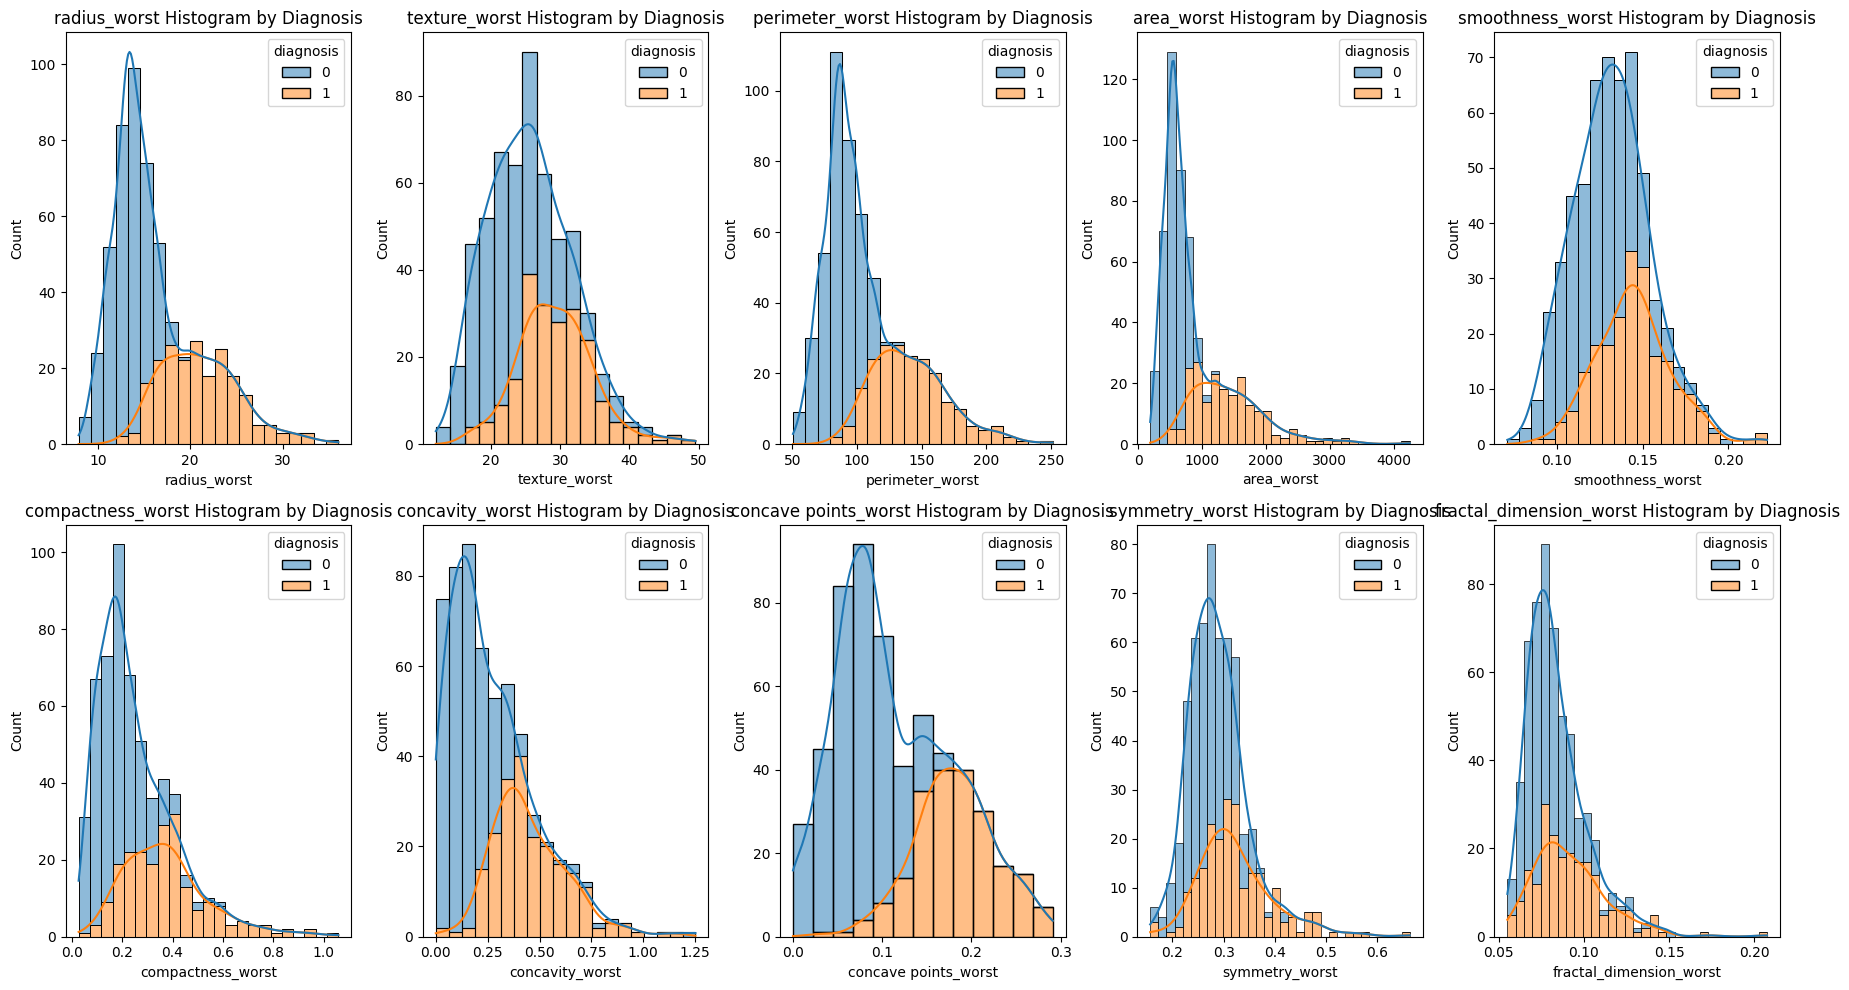 radius_worst Histogram by Diagnosis
diagnosis
0
1
100
80
60
40
20
0
Count
10 20 30
radius_worst
texture_worst Histogram by Diagnosis
diagnosis
0
1
80
60
40
20
0
Count
20 30 40 50
texture_worst
perimeter_worst Histogram by Diagnosis
diagnosis
0
1
100
80
60
40
20
0
Count
50 100 150 200 250
perimeter_worst
area_worst Histogram by Diagnosis
diagnosis
0
1
120
100
80
60
40
20
0
Count
0 1000 2000 3000 4000
area_worst
smoothness_worst Histogram by Diagnosis
diagnosis
0
1
70
60
50
40
30
20
10
0
Count
0.10 0.15 0.20
smoothness_worst
compactness_worst Histogram by Diagnosis
diagnosis
0
1
100
80
60
40
20
0
Count
0.0 0.2 0.4 0.6 0.8 1.0
compactness_worst
concavity_worst Histogram by Diagnosis
diagnosis
0
1
80
60
40
20
0
Count
0.00 0.25 0.50 0.75 1.00 1.25
concavity_worst
concave points_worst Histogram by Diagnosis
diagnosis
0
1
80
60
40
20
0
Count
0.0 0.1 0.2 0.3
concave points_worst
symmetry_worst Histogram by Diagnosis
diagnosis
0
1
80
70
60
50
40
30
20
10
0
Count
0.2 0.3 0.4 0.5 0.6
symmetry_worst
fractal_dimension_worst Histogram by Diagnosis
diagnosis
0
1
80
60
40
20
0
Count
0.05 0.10 0.15 0.20
fractal_dimension_worst